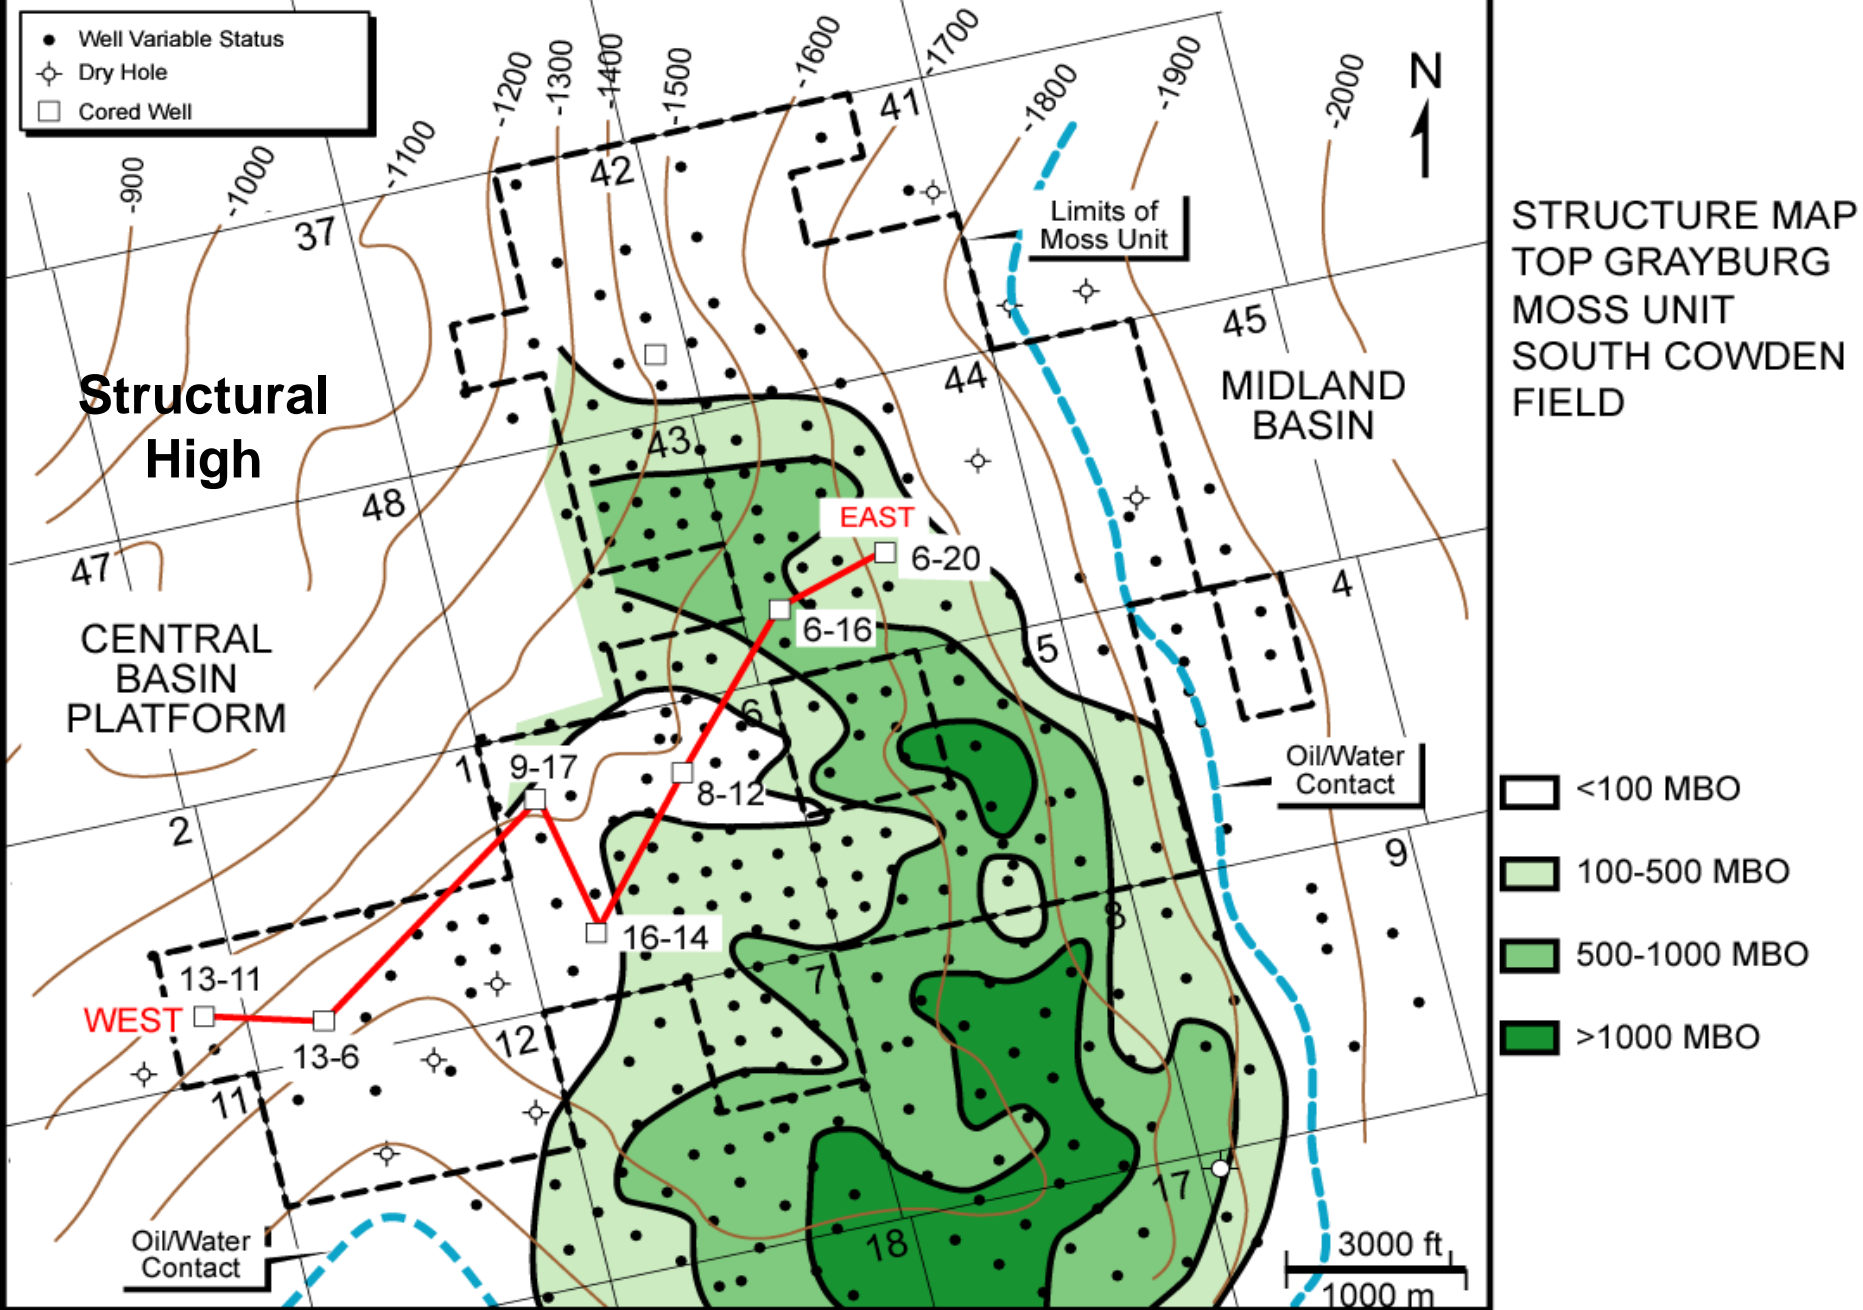 Well Variable Status
Dry Hole
Cored Well
-900
-1000
-1100
-1200
-1300
-1400
-1500
-1600
-1700
-1800
-1900
-2000
N
41
42
37
Limits of
Moss Unit
45
44
43
48
47
MIDLAND
BASIN
Structural
High
STRUCTURE MAP
TOP GRAYBURG
MOSS UNIT
SOUTH COWDEN
FIELD
EAST
6-20
6-16
4
5
CENTRAL
BASIN
PLATFORM
6
1
9-17
8-12
2
Oil/Water
Contact
9
8
<100 MBO
100-500 MBO
500-1000 MBO
>1000 MBO
16-14
13-11
WEST
13-6
7
12
11
17
18
Oil/Water
Contact
3000 ft
1000 m